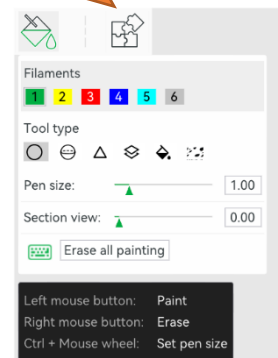 Filaments
1 2 3 4 5 6
Tool type
Pen size: 1.00
Section view: 0.00
Erase all painting
Left mouse button: Paint
Right mouse button: Erase
Ctrl + Mouse wheel: Set pen size